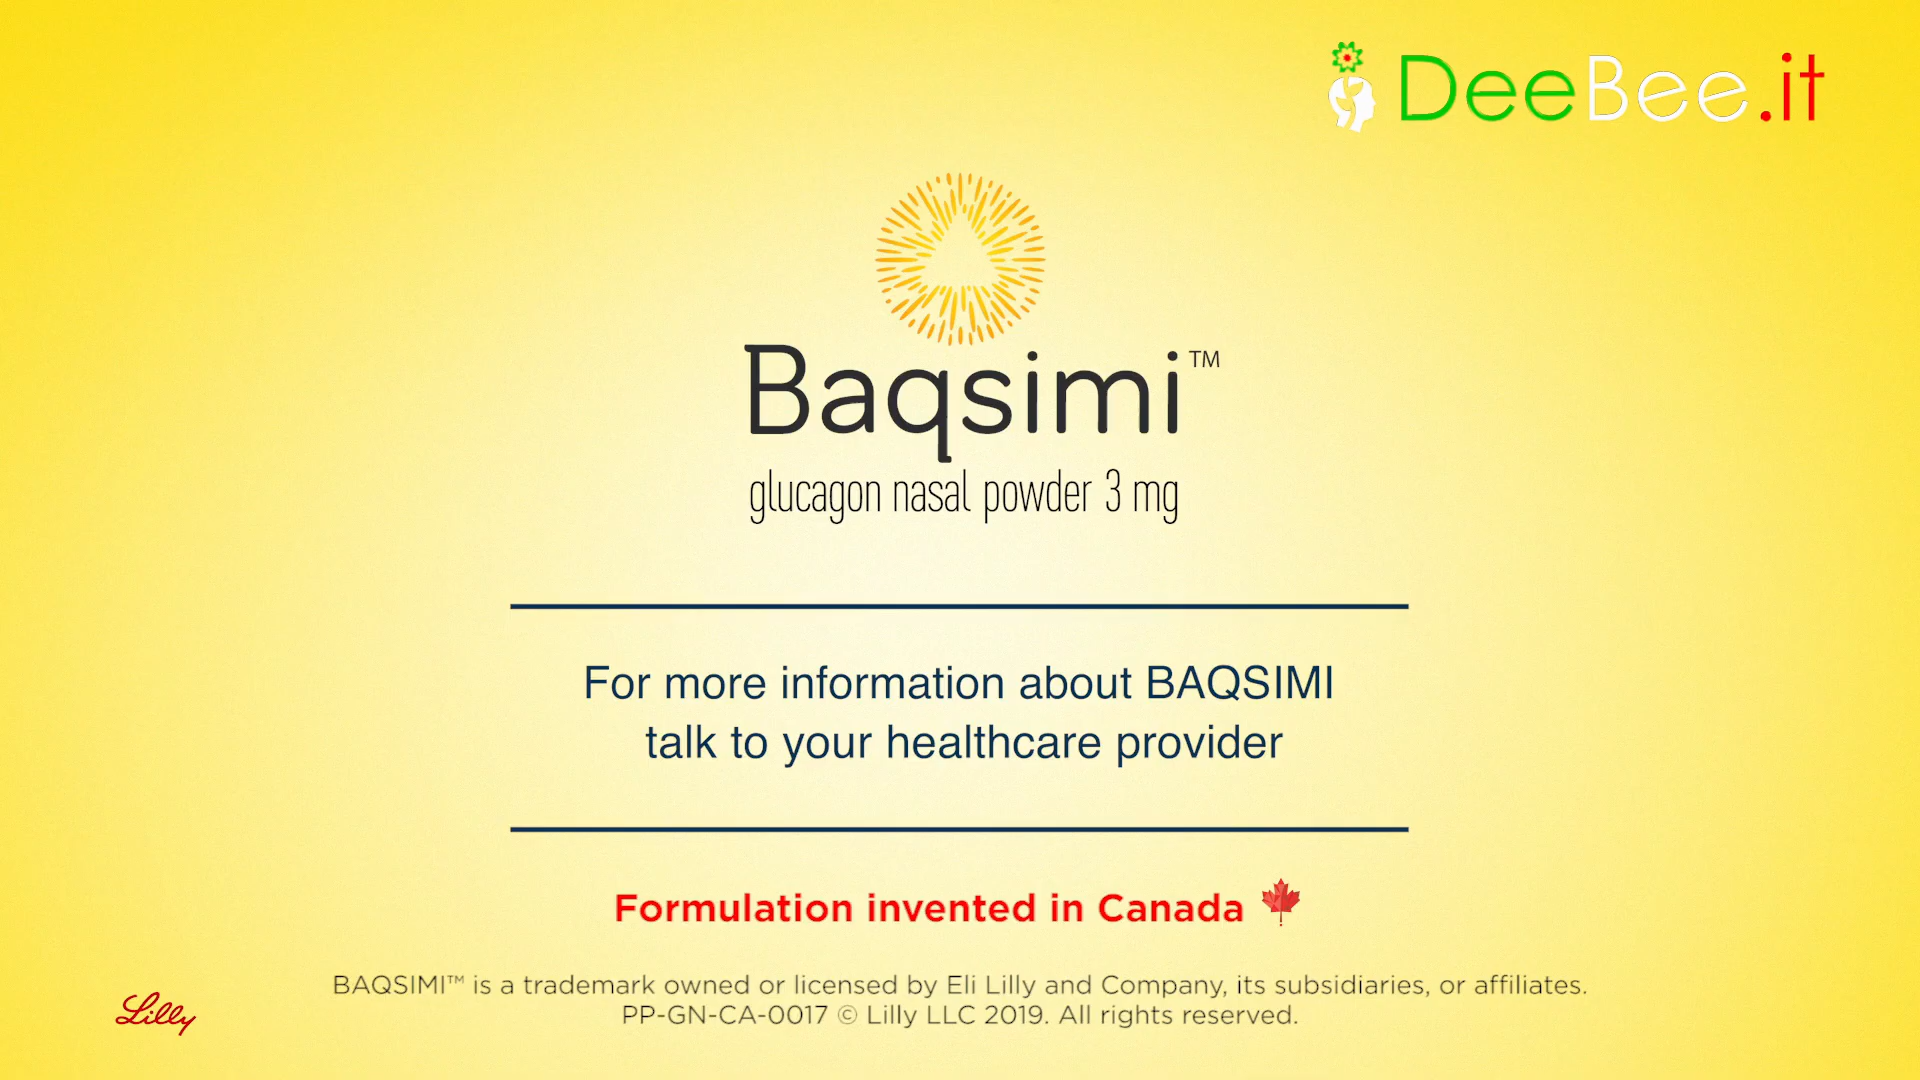 DeeBee.it
Baqsimi™
glucagon nasal powder 3 mg
For more information about BAQSIMI
talk to your healthcare provider
Formulation invented in Canada
BAQSIMI™ is a trademark owned or licensed by Eli Lilly and Company, its subsidiaries, or affiliates.
PP-GN-CA-0017 © Lilly LLC 2019. All rights reserved.
Lilly